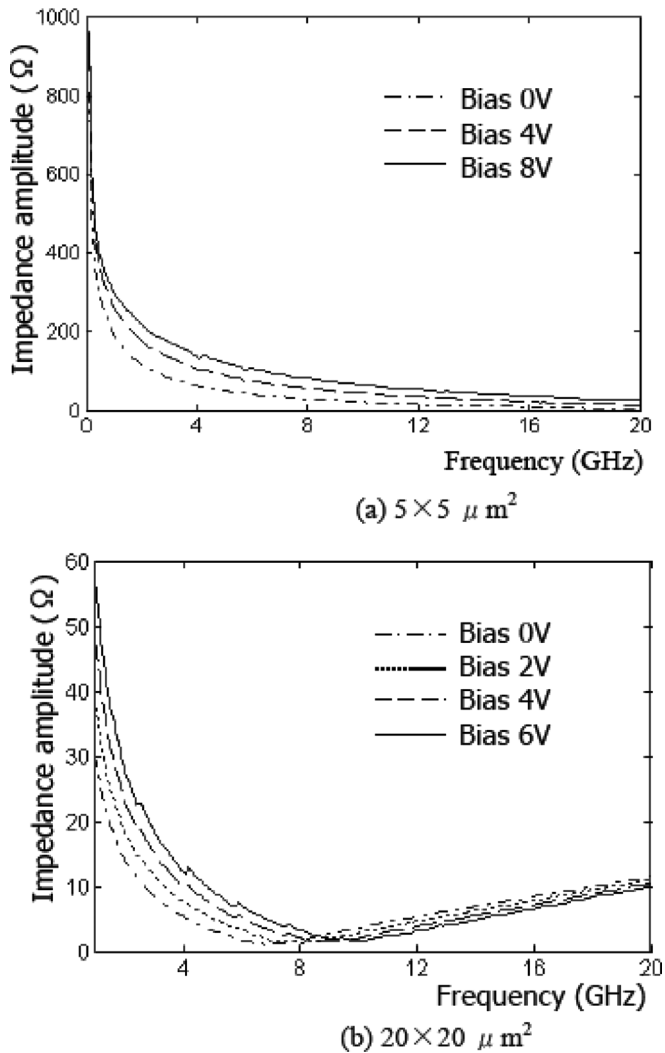 Impedance amplitude (Ω)
1000
800
600
400
200
0
Bias 0V
Bias 4V
Bias 8V
0 4 8 12 16 20
Frequency (GHz)
(a) 5×5 μm²
Impedance amplitude (Ω)
60
50
40
30
20
10
0
Bias 0V
Bias 2V
Bias 4V
Bias 6V
4 8 12 16 20
Frequency (GHz)
(b) 20×20 μm²